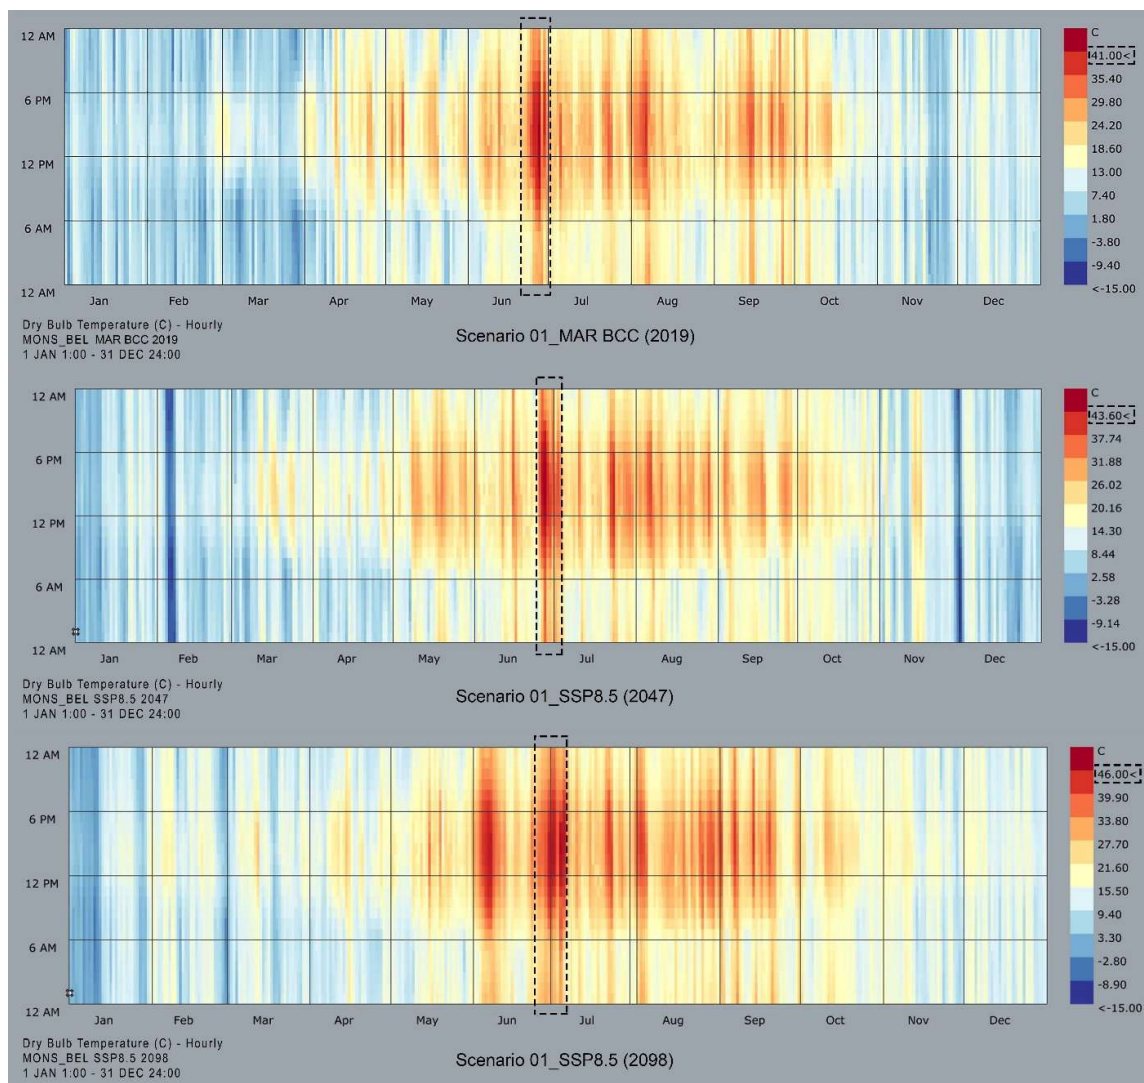 12 AM
6 PM
12 PM
6 AM
12 AM
Jan Feb Mar Apr May Jun Jul Aug Sep Oct Nov Dec
C
41.00<
35.40
29.80
24.20
18.60
13.00
7.40
1.80
-3.80
-9.40
<-15.00
Dry Bulb Temperature (C) - Hourly
MONS_BEL MAR BCC 2019
1 JAN 1:00 - 31 DEC 24:00
Scenario 01_MAR BCC (2019)
12 AM
6 PM
12 PM
6 AM
12 AM
Jan Feb Mar Apr May Jun Jul Aug Sep Oct Nov Dec
C
43.60<
37.74
31.88
26.02
20.16
14.30
8.44
2.58
-3.28
-9.14
<-15.00
Dry Bulb Temperature (C) - Hourly
MONS_BEL SSP8.5 2047
1 JAN 1:00 - 31 DEC 24:00
Scenario 01_SSP8.5 (2047)
12 AM
6 PM
12 PM
6 AM
12 AM
Jan Feb Mar Apr May Jun Jul Aug Sep Oct Nov Dec
C
46.00<
39.90
33.80
27.70
21.60
15.50
9.40
3.30
-2.80
-8.90
<-15.00
Dry Bulb Temperature (C) - Hourly
MONS_BEL SSP8.5 2098
1 JAN 1:00 - 31 DEC 24:00
Scenario 01_SSP8.5 (2098)